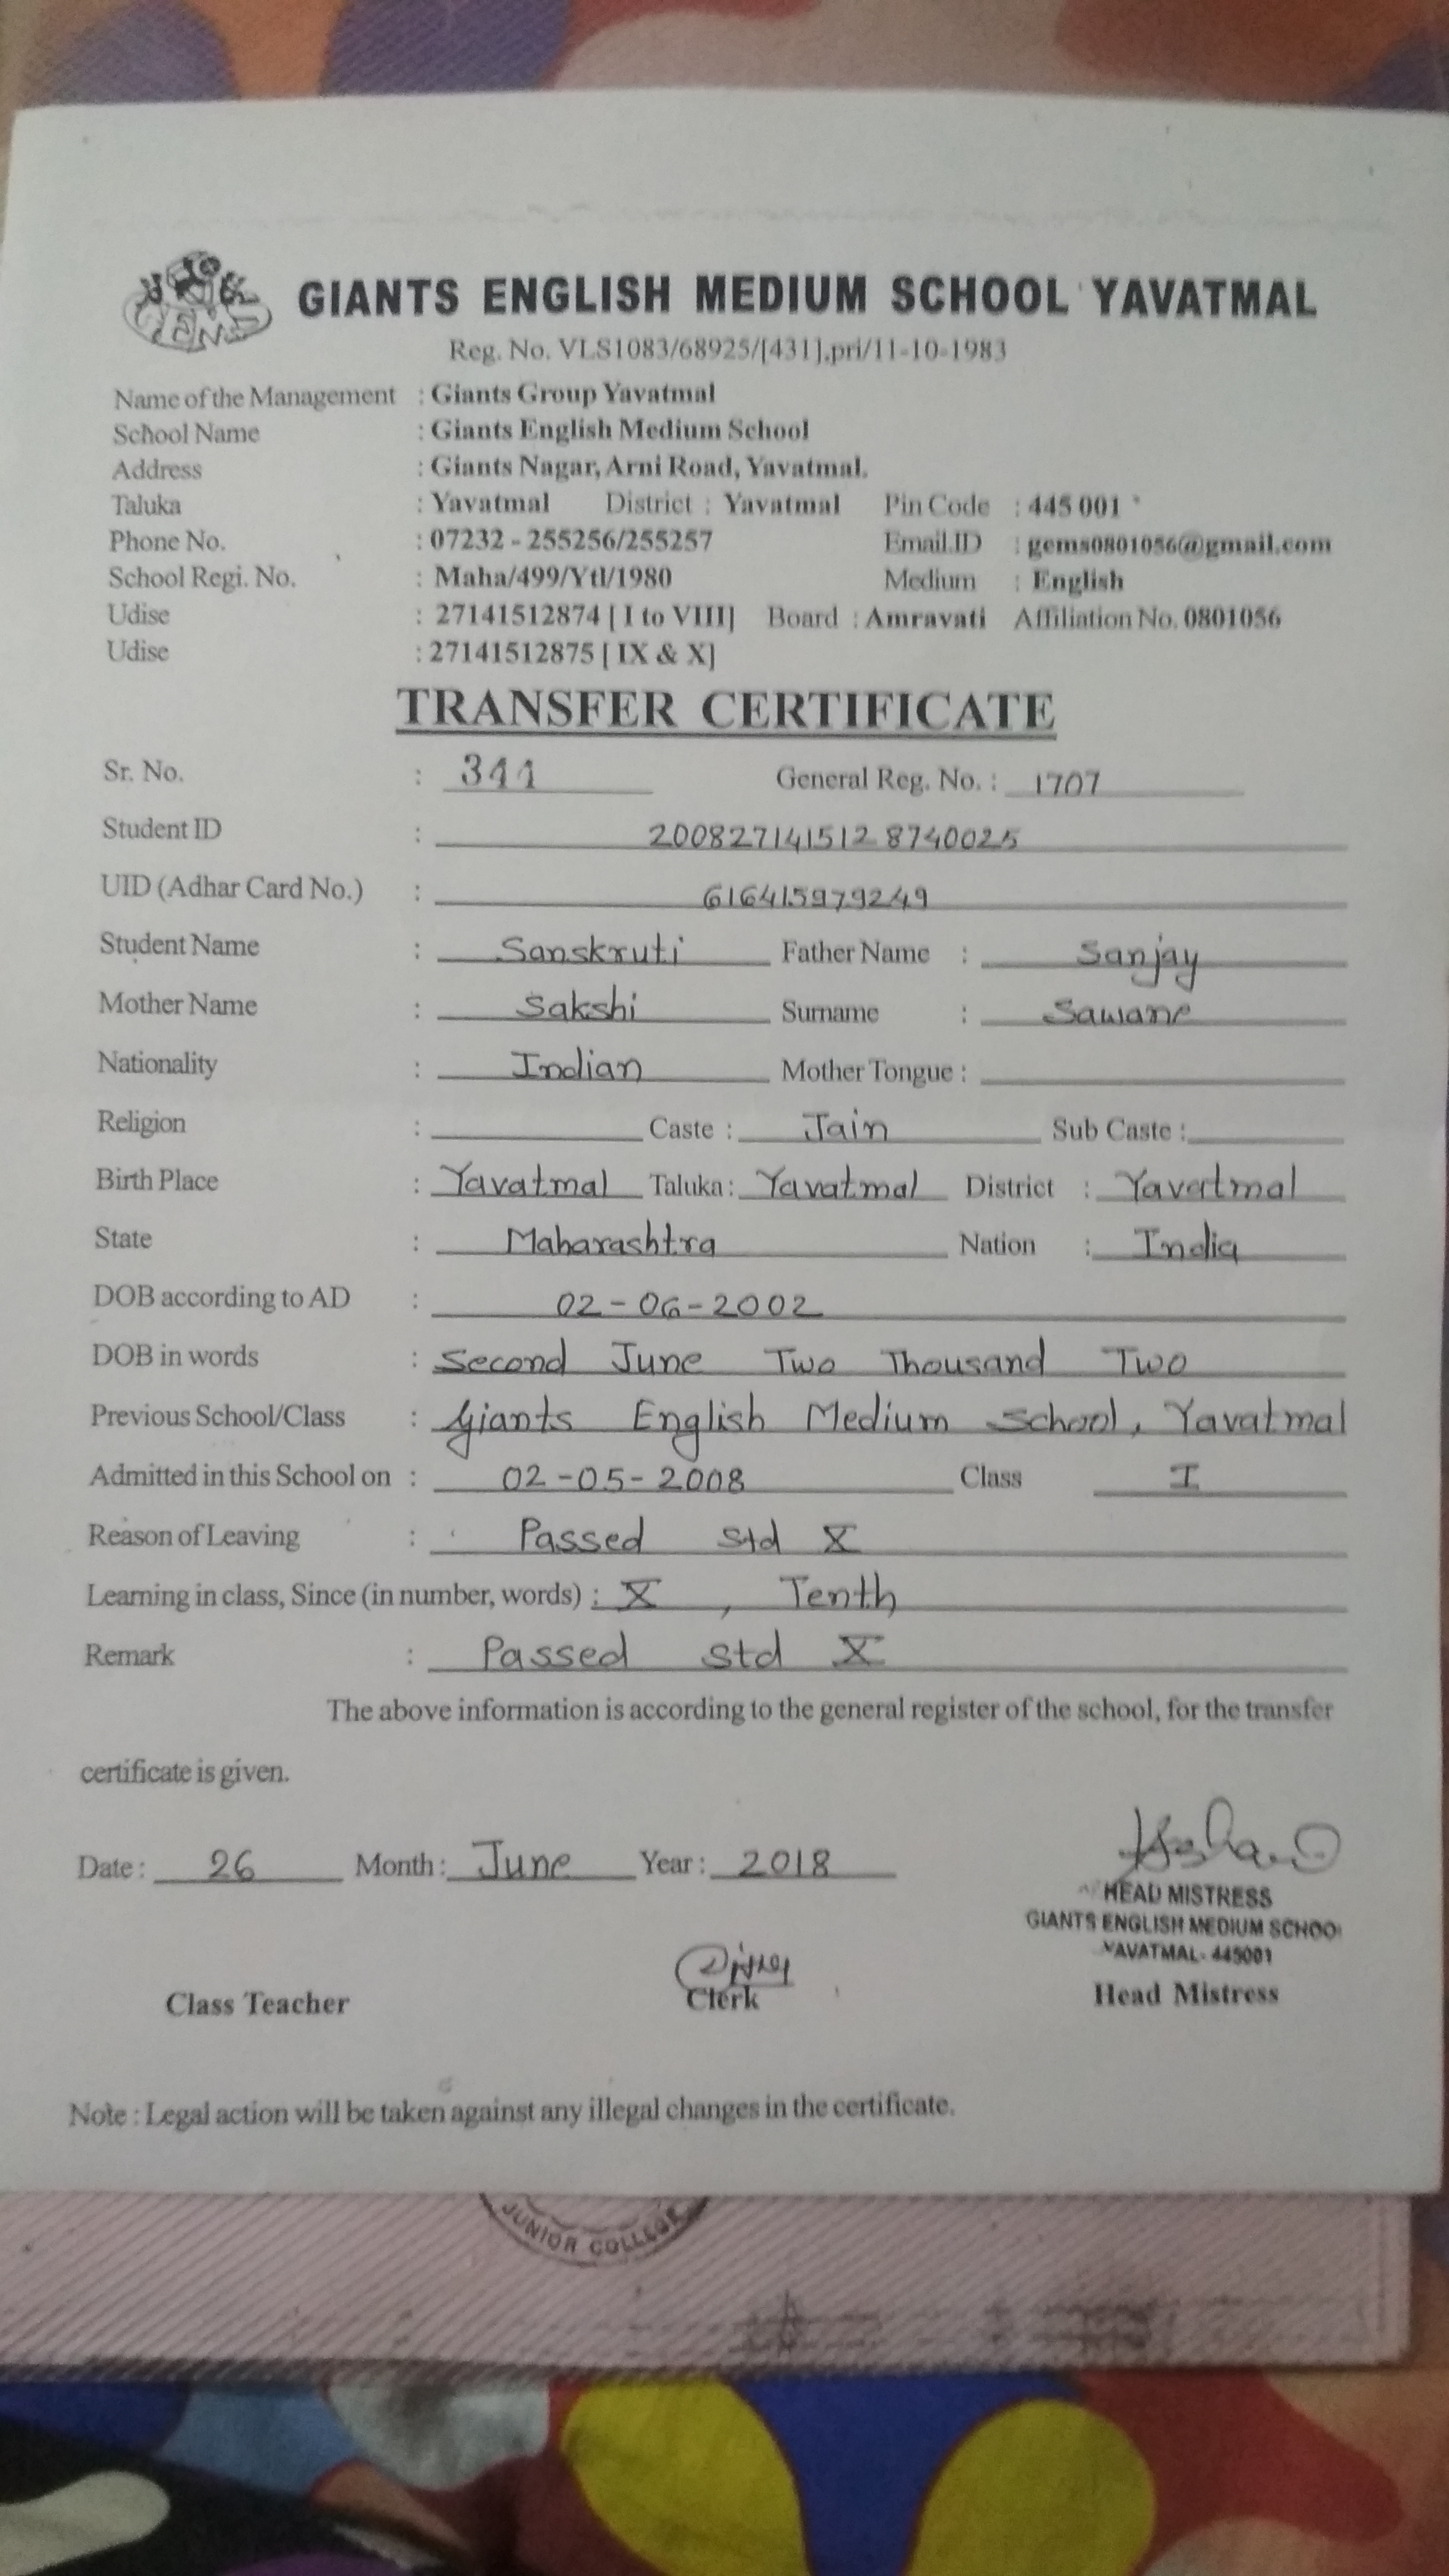 GIANTS ENGLISH MEDIUM SCHOOL YAVATMAL
Reg. No. VLS1083/68925/[431],pri/11-10-1983
Name of the Management : Giants Group Yavatmal
School Name : Giants English Medium School
Address : Giants Nagar, Arni Road, Yavatmal.
Taluka : Yavatmal District : Yavatmal Pin Code : 445 001
Phone No. : 07232 - 255256/255257 Email.ID : gems0801056@gmail.com
School Regi. No. : Maha/499/Ytl/1980 Medium : English
Udise : 27141512874 [ I to VIII] Board : Amravati Affiliation No. 0801056
Udise : 27141512875 [ IX & X]
TRANSFER CERTIFICATE
Sr. No. : 341 General Reg. No. : 1707
Student ID : 2008271415128740025
UID (Adhar Card No.) : 616415979249
Student Name : Sanskruti Father Name : Sanjay
Mother Name : Sakshi Surname : Sawane
Nationality : Indian Mother Tongue :
Religion : Caste : Jain Sub Caste :
Birth Place : Yavatmal Taluka : Yavatmal District : Yavatmal
State : Maharashtra Nation : India
DOB according to AD : 02-06-2002
DOB in words : Second June Two Thousand Two
Previous School/Class : Giants English Medium School, Yavatmal
Admitted in this School on : 02-05-2008 Class I
Reason of Leaving : Passed std X
Learning in class, Since (in number, words) : X , Tenth
Remark : Passed std X
The above information is according to the general register of the school, for the transfer
certificate is given.
Date : 26 Month : June Year : 2018
HEAD MISTRESS
GIANTS ENGLISH MEDIUM SCHOO
YAVATMAL- 445001
Class Teacher Clerk Head Mistress
Note : Legal action will be taken against any illegal changes in the certificate.
JUNIOR COLLEGE